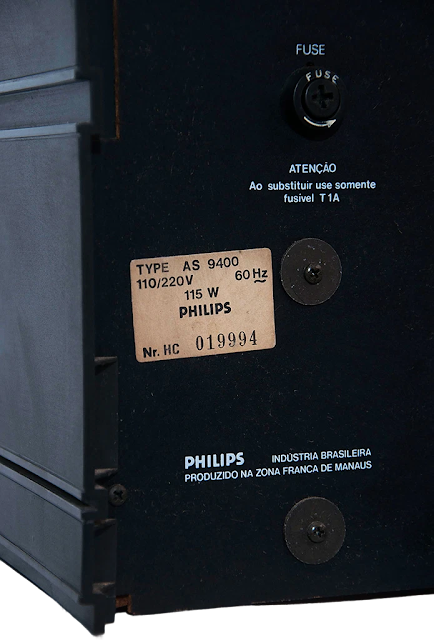 FUSE
FUSE
ATENÇÃO
Ao substituir use somente
fusível T1A
TYPE AS 9400
110/220V 60 Hz
115 W
PHILIPS
Nr. HC 019994
PHILIPS INDÚSTRIA BRASILEIRA
PRODUZIDO NA ZONA FRANCA DE MANAUS